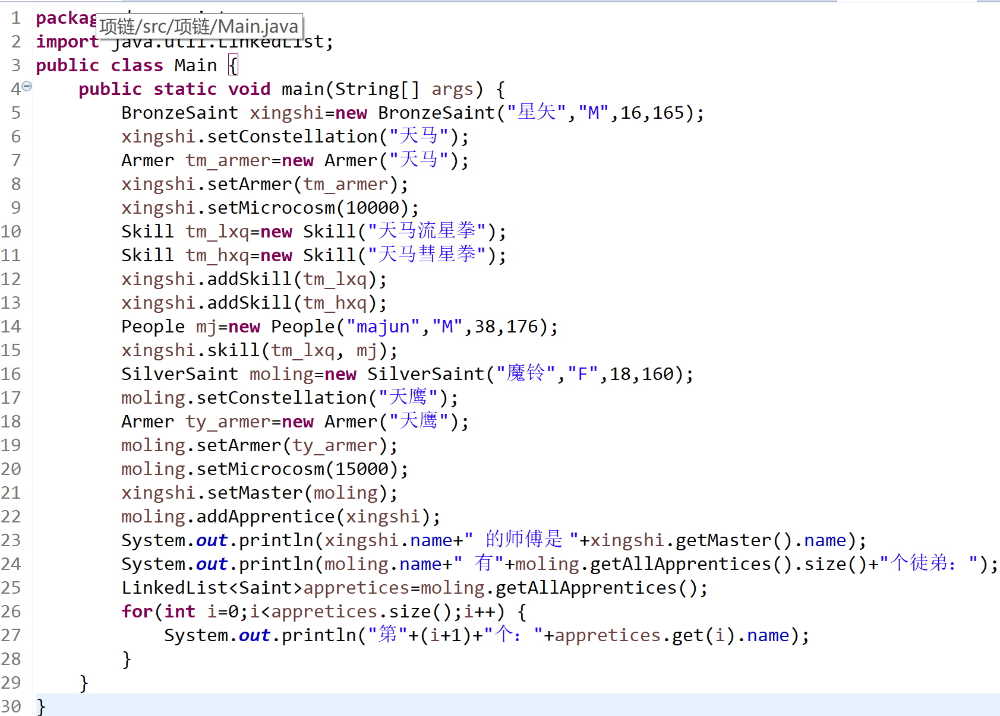 1 packag
项链/src/项链/Main.java
2 import java.util.LinkedList;
3 public class Main {
4 public static void main(String[] args) {
5 BronzeSaint xingshi=new BronzeSaint("星矢","M",16,165);
6 xingshi.setConstellation("天马");
7 Armer tm_armer=new Armer("天马");
8 xingshi.setArmer(tm_armer);
9 xingshi.setMicrocosm(10000);
10 Skill tm_lxq=new Skill("天马流星拳");
11 Skill tm_hxq=new Skill("天马彗星拳");
12 xingshi.addSkill(tm_lxq);
13 xingshi.addSkill(tm_hxq);
14 People mj=new People("majun","M",38,176);
15 xingshi.skill(tm_lxq, mj);
16 SilverSaint moling=new SilverSaint("魔铃","F",18,160);
17 moling.setConstellation("天鹰");
18 Armer ty_armer=new Armer("天鹰");
19 moling.setArmer(ty_armer);
20 moling.setMicrocosm(15000);
21 xingshi.setMaster(moling);
22 moling.addApprentice(xingshi);
23 System.out.println(xingshi.name+" 的师傅是 "+xingshi.getMaster().name);
24 System.out.println(moling.name+" 有"+moling.getAllApprentices().size()+"个徒弟：");
25 LinkedList<Saint>appretices=moling.getAllApprentices();
26 for(int i=0;i<appretices.size();i++) {
27 System.out.println("第"+(i+1)+"个："+appretices.get(i).name);
28 }
29 }
30 }